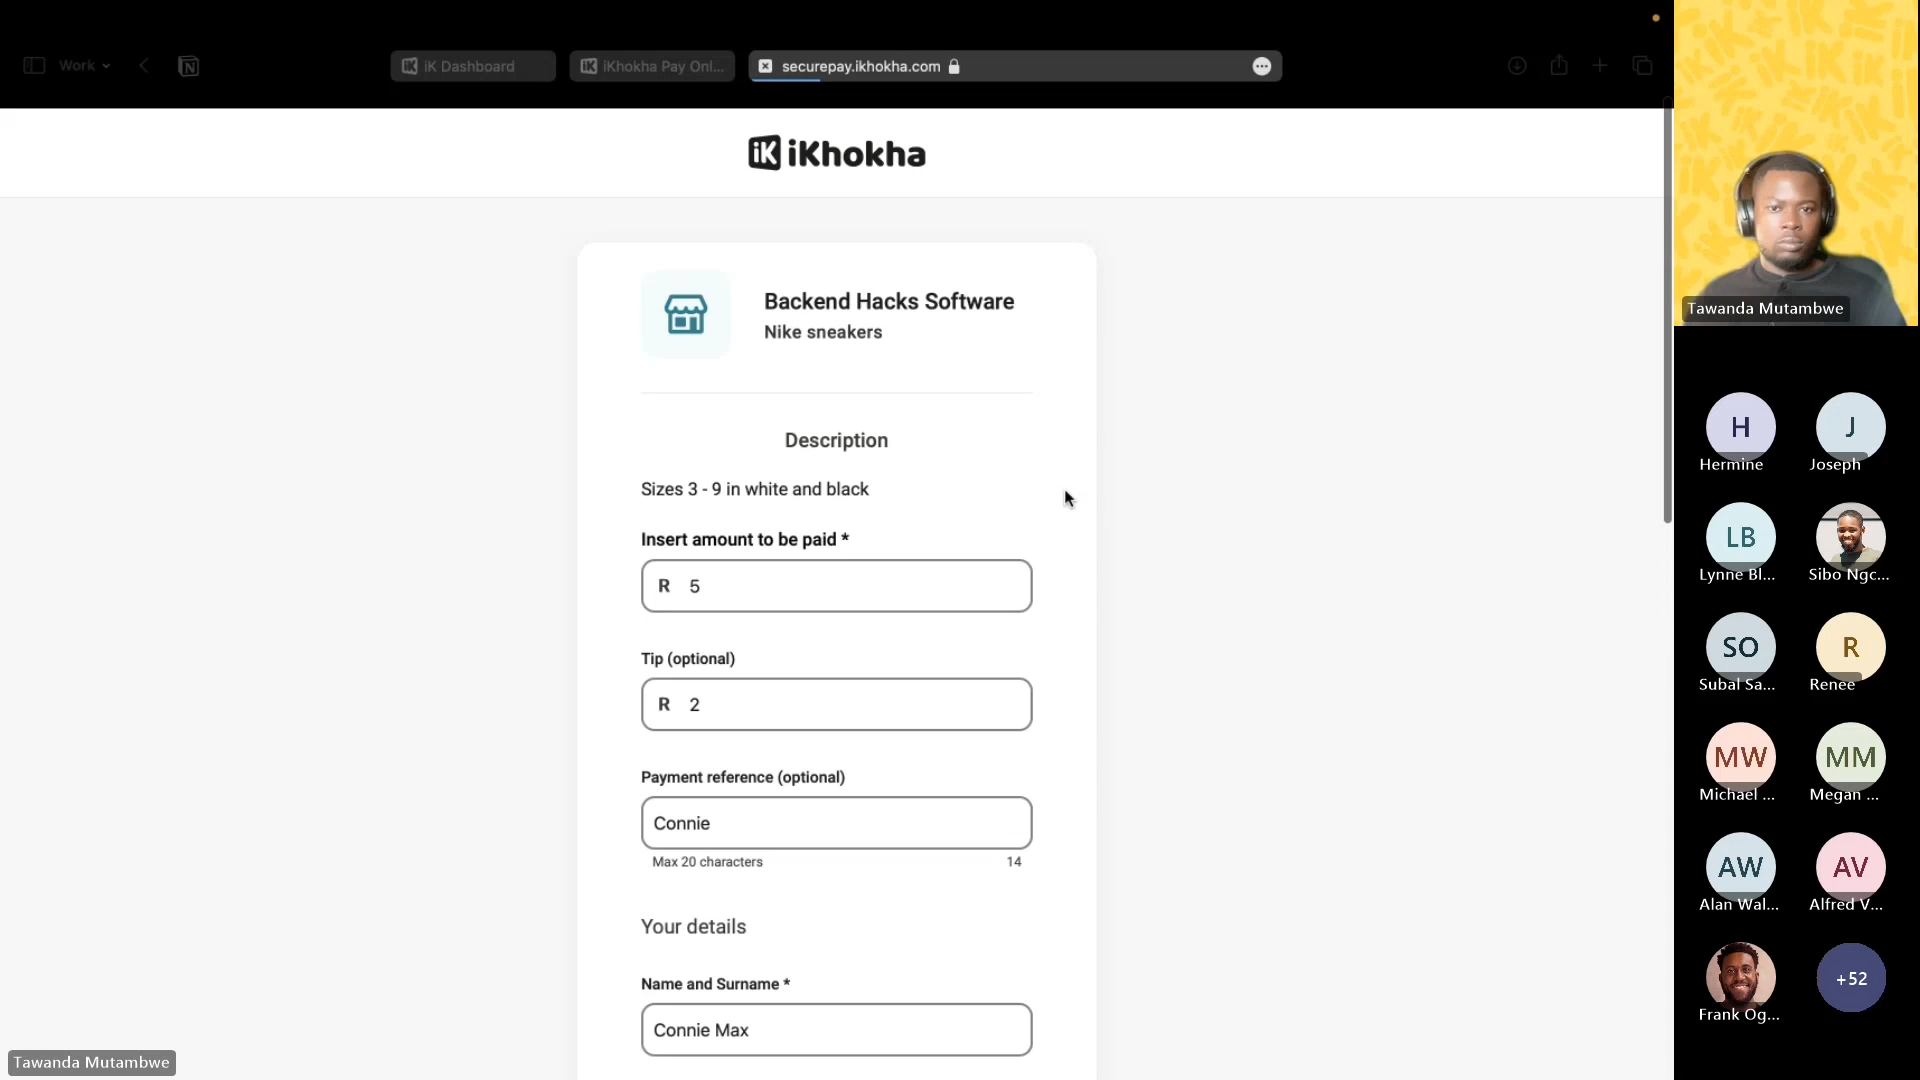 Work
iK Dashboard
iKhokha Pay Onl...
securepay.ikhokha.com
iK iKhokha
Backend Hacks Software
Nike sneakers
Description
Sizes 3 - 9 in white and black
Insert amount to be paid *
R 5
Tip (optional)
R 2
Payment reference (optional)
Connie
Max 20 characters 14
Your details
Name and Surname *
Connie Max
Tawanda Mutambwe
Tawanda Mutambwe
H J
Hermine Joseph
LB
Lynne Bl... Sibo Ngc...
SO R
Subal Sa... Renee
MW MM
Michael ... Megan ...
AW AV
Alan Wal... Alfred V...
+52
Frank Og...